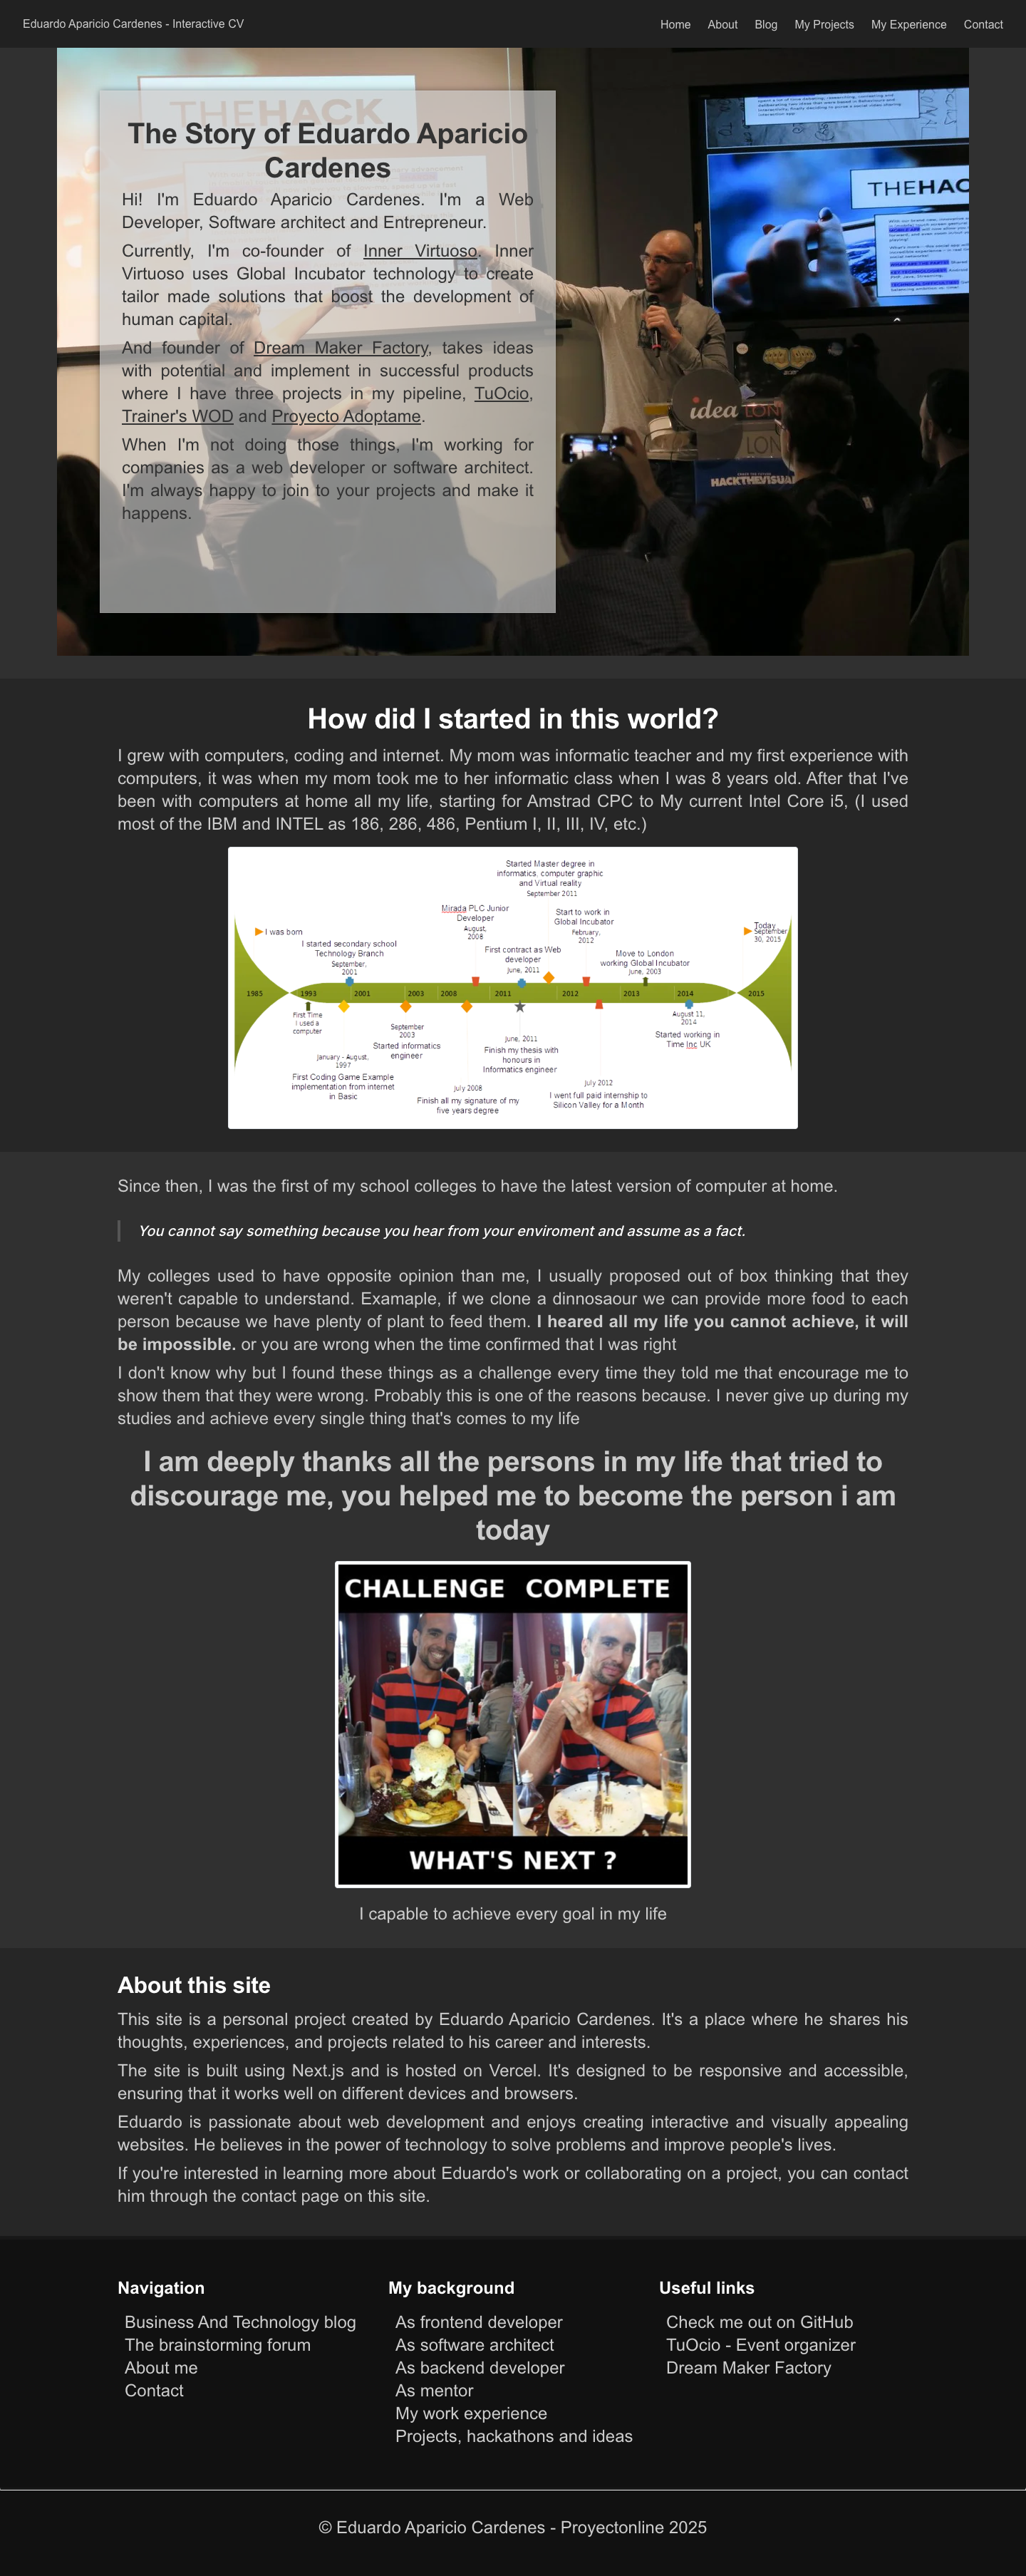 Eduardo Aparicio Cardenes - Interactive CV
Home About Blog My Projects My Experience Contact
THEHACK
The Story of Eduardo Aparicio
Cardenes
Hi! I'm Eduardo Aparicio Cardenes. I'm a Web
Developer, Software architect and Entrepreneur.
Currently, I'm co-founder of Inner Virtuoso. Inner
Virtuoso uses Global Incubator technology to create
tailor made solutions that boost the development of
human capital.
And founder of Dream Maker Factory, takes ideas
with potential and implement in successful products
where I have three projects in my pipeline, TuOcio,
Trainer's WOD and Proyecto Adoptame.
When I'm not doing those things, I'm working for
companies as a web developer or software architect.
I'm always happy to join to your projects and make it
happens.
THEHAC
idea LON
LON
HACKTHEVISUAL
How did I started in this world?
I grew with computers, coding and internet. My mom was informatic teacher and my first experience with
computers, it was when my mom took me to her informatic class when I was 8 years old. After that I've
been with computers at home all my life, starting for Amstrad CPC to My current Intel Core i5, (I used
most of the IBM and INTEL as 186, 286, 486, Pentium I, II, III, IV, etc.)
Started Master degree in
informatics, computer graphic
and Virtual reality
September 2011
Mirada PLC Junior
Developer
August,
2008
Start to work in
Global Incubator
February,
2012
I was born
Today
September
30, 2015
I started secondary school
Technology Branch
September,
2001
First contract as Web
developer
June, 2011
Move to London
working Global Incubator
June, 2003
1985 1993 2001 2003 2008 2011 2012 2013 2014 2015
First Time
I used a
computer
August 11,
2014
Started working in
Time Inc UK
September
2003
Started informatics
engineer
June, 2011
Finish my thesis with
honours in
Informatics engineer
January - August,
1997
First Coding Game Example
implementation from internet
in Basic
July 2008
Finish all my signature of my
five years degree
July 2012
I went full paid internship to
Silicon Valley for a Month
Since then, I was the first of my school colleges to have the latest version of computer at home.
You cannot say something because you hear from your enviroment and assume as a fact.
My colleges used to have opposite opinion than me, I usually proposed out of box thinking that they
weren't capable to understand. Examaple, if we clone a dinnosaour we can provide more food to each
person because we have plenty of plant to feed them. I heared all my life you cannot achieve, it will
be impossible. or you are wrong when the time confirmed that I was right
I don't know why but I found these things as a challenge every time they told me that encourage me to
show them that they were wrong. Probably this is one of the reasons because. I never give up during my
studies and achieve every single thing that's comes to my life
I am deeply thanks all the persons in my life that tried to
discourage me, you helped me to become the person i am
today
CHALLENGE COMPLETE
WHAT'S NEXT ?
I capable to achieve every goal in my life
About this site
This site is a personal project created by Eduardo Aparicio Cardenes. It's a place where he shares his
thoughts, experiences, and projects related to his career and interests.
The site is built using Next.js and is hosted on Vercel. It's designed to be responsive and accessible,
ensuring that it works well on different devices and browsers.
Eduardo is passionate about web development and enjoys creating interactive and visually appealing
websites. He believes in the power of technology to solve problems and improve people's lives.
If you're interested in learning more about Eduardo's work or collaborating on a project, you can contact
him through the contact page on this site.
Navigation
Business And Technology blog
The brainstorming forum
About me
Contact
My background
As frontend developer
As software architect
As backend developer
As mentor
My work experience
Projects, hackathons and ideas
Useful links
Check me out on GitHub
TuOcio - Event organizer
Dream Maker Factory
© Eduardo Aparicio Cardenes - Proyectonline 2025